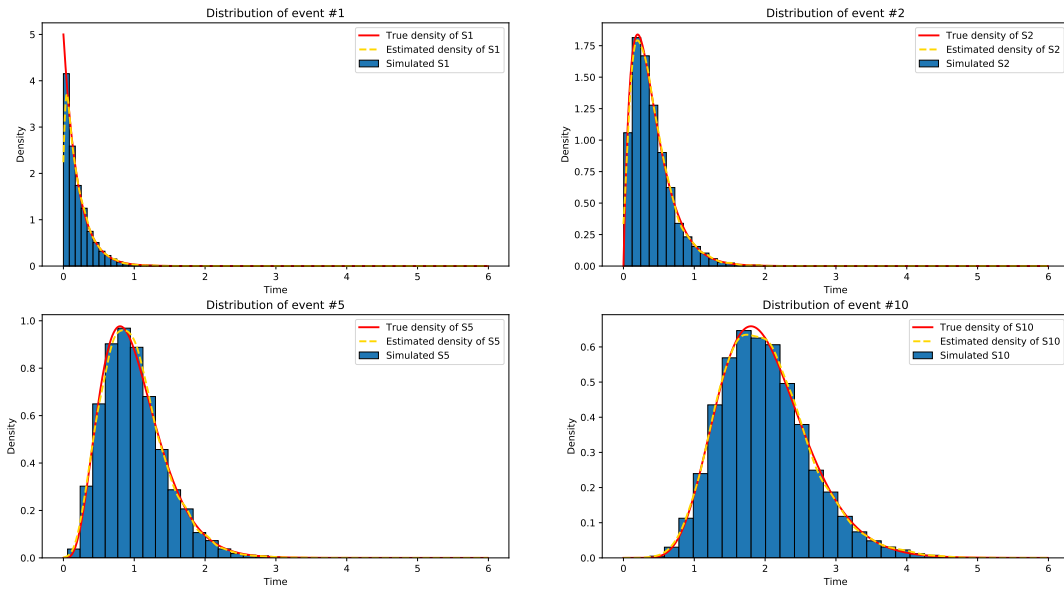 Distribution of event #1
True density of S1
Estimated density of S1
Simulated S1
Density
5
4
3
2
1
0
0 1 2 3 4 5 6
Time
Distribution of event #2
True density of S2
Estimated density of S2
Simulated S2
Density
1.75
1.50
1.25
1.00
0.75
0.50
0.25
0.00
0 1 2 3 4 5 6
Time
Distribution of event #5
True density of S5
Estimated density of S5
Simulated S5
Density
1.0
0.8
0.6
0.4
0.2
0.0
0 1 2 3 4 5 6
Time
Distribution of event #10
True density of S10
Estimated density of S10
Simulated S10
Density
0.6
0.5
0.4
0.3
0.2
0.1
0.0
0 1 2 3 4 5 6
Time